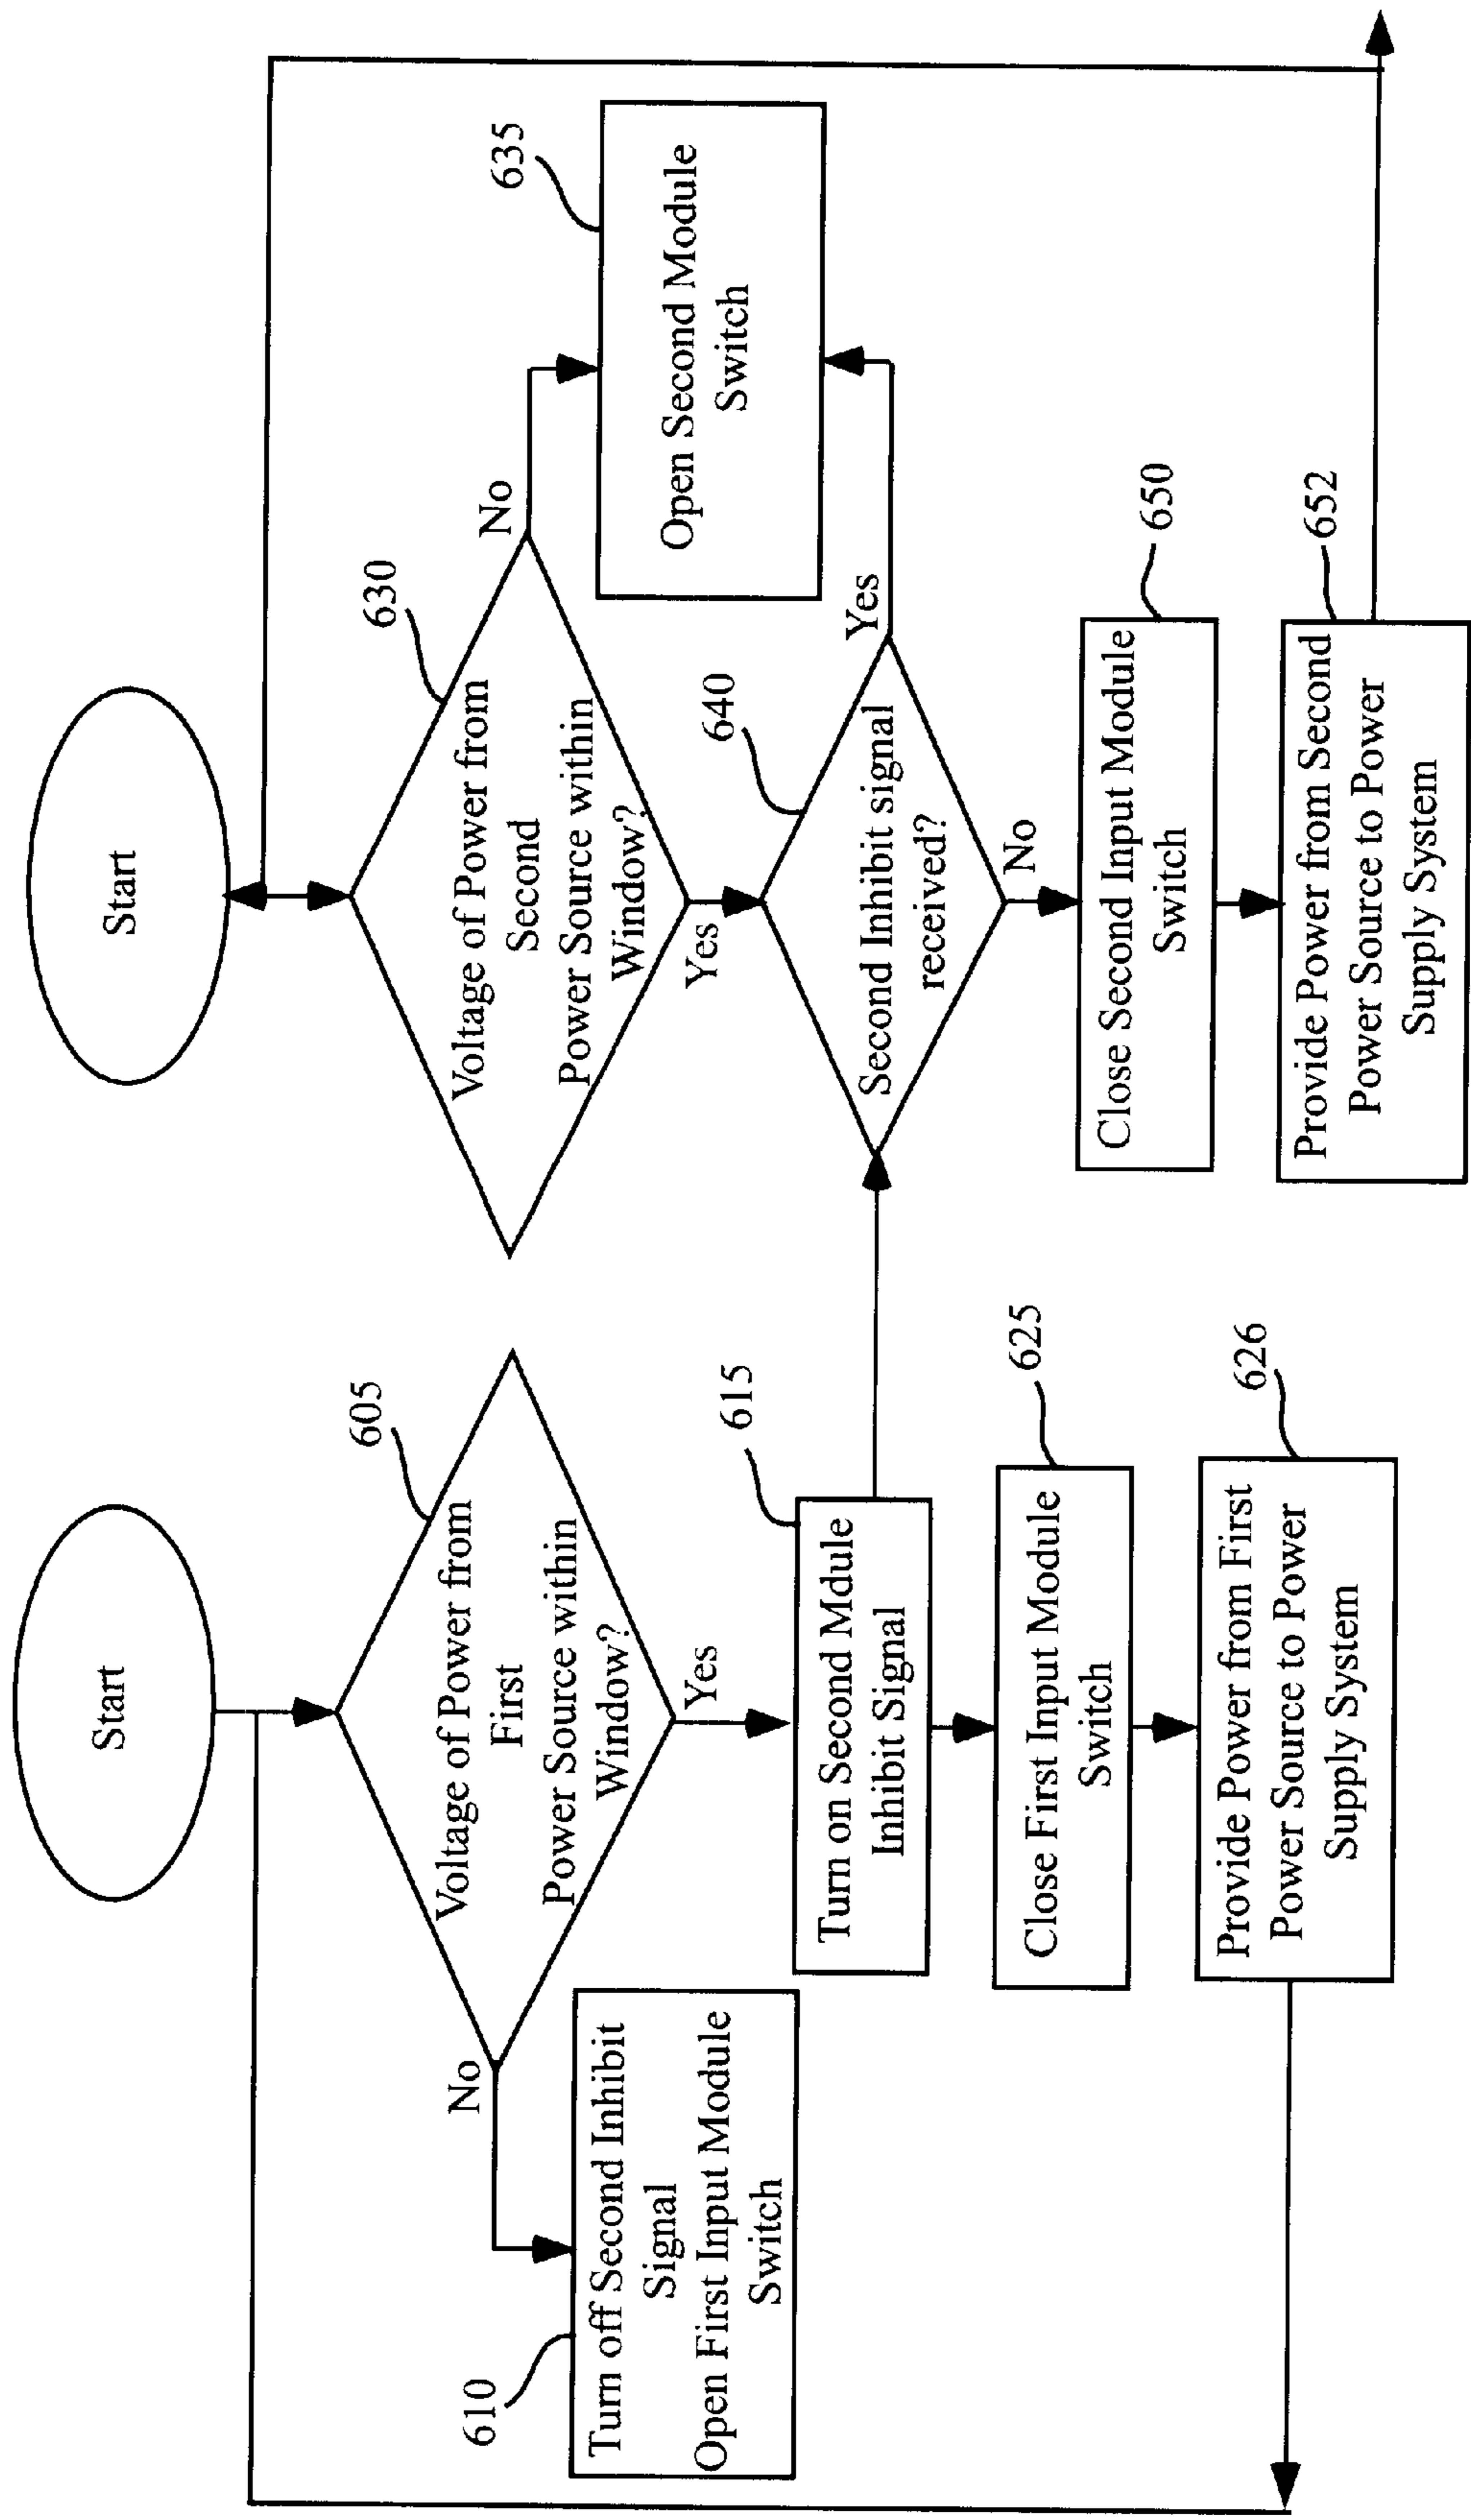 Start
605
Voltage of Power from
First
Power Source within
Window?
No
Yes
610
Turn off Second Inhibit
Signal
Open First Input Module
Switch
615
Turn on Second Mdule
Inhibit Signal
625
Close First Input Module
Switch
626
Provide Power from First
Power Source to Power
Supply System
Start
630
Voltage of Power from
Second
Power Source within
Window?
No
Yes
635
Open Second Module
Switch
640
Second Inhibit signal
received?
Yes
No
650
Close Second Input Module
Switch
652
Provide Power from Second
Power Source to Power
Supply System